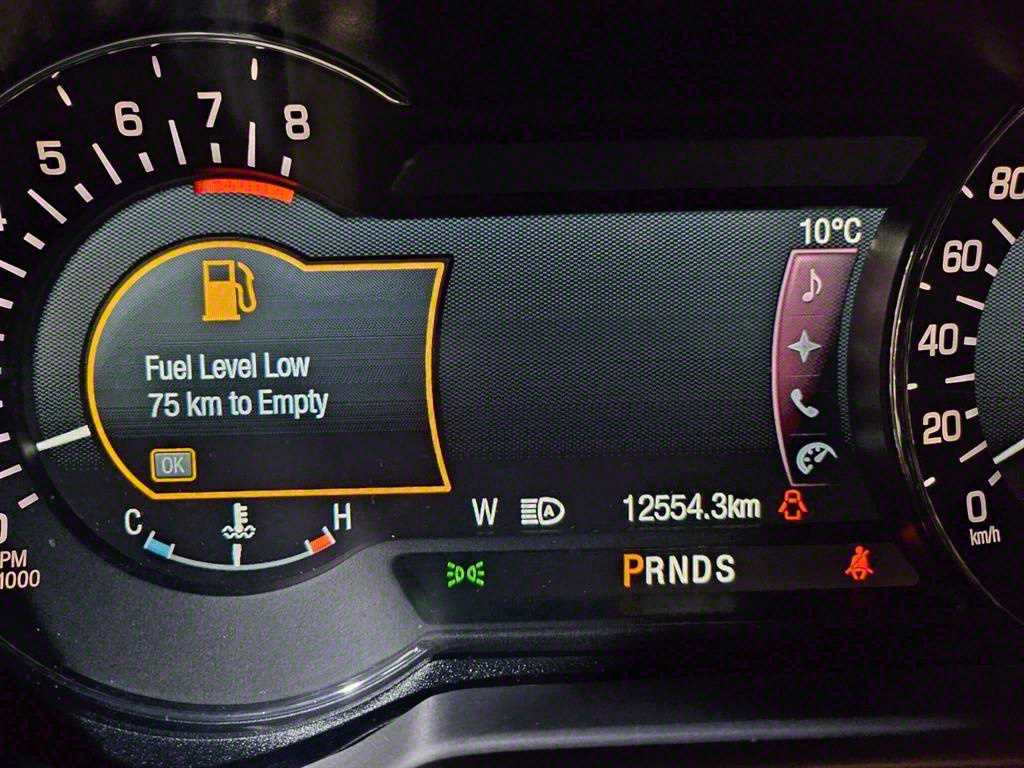 5 6 7 8
10°C
80
60
40
20
0
km/h
Fuel Level Low
75 km to Empty
OK
C H
W A 12554.3km
PRNDS
1000